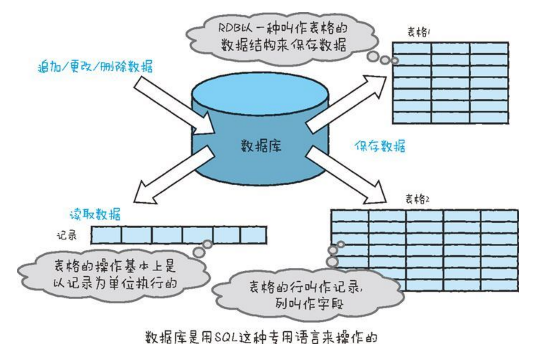 RDB以一种叫作表格的
数据结构来保存数据
表格1
追加/更改/删除数据
数据库
保存数据
读取数据
表格2
记录
表格的操作基本上是
以记录为单位执行的
表格的行叫作记录,
列叫作字段
数据库是用SQL这种专用语言来操作的